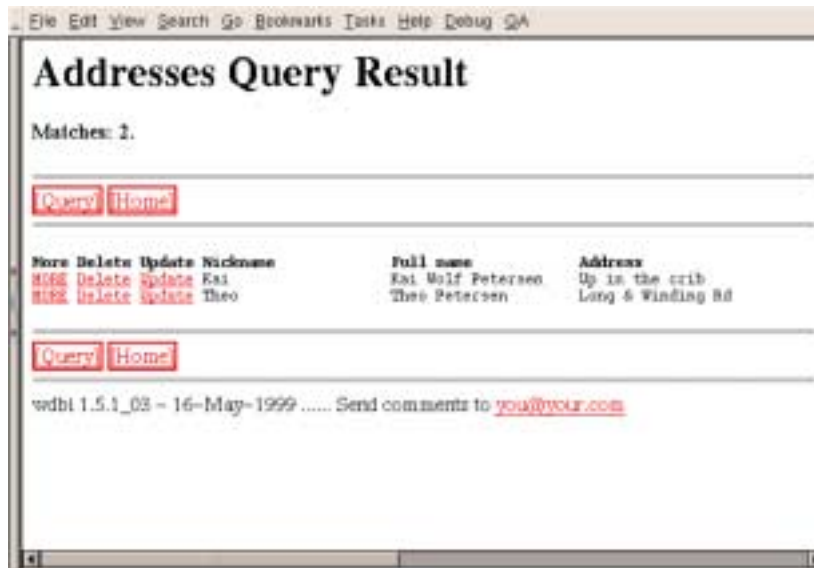 File Edit View Search Go Bookmarks Tasks Help Debug QA
Addresses Query Result
Matches: 2.
[Query] [Home]
More Delete Update Nickname Full name Address
MORE Delete Update Kai Kai Wolf Petersen Up in the crib
MORE Delete Update Theo Theo Petersen Long & Winding Rd
[Query] [Home]
wdbi 1.5.1_03 - 16-May-1999 ...... Send comments to you@your.com